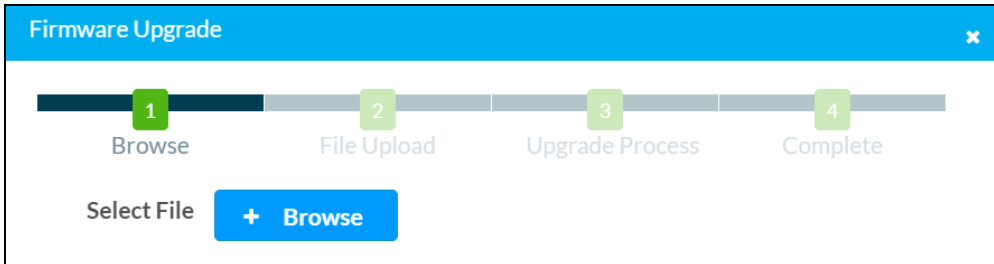 Firmware Upgrade
1 2 3 4
Browse File Upload Upgrade Process Complete
Select File + Browse